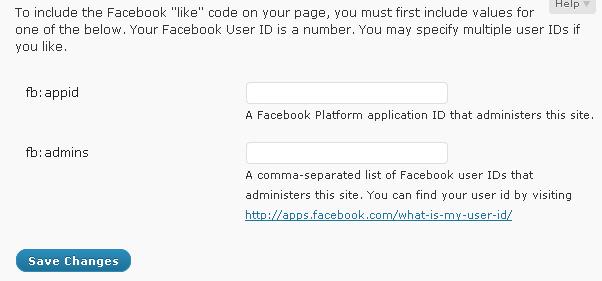 Help
To include the Facebook "like" code on your page, you must first include values for
one of the below. Your Facebook User ID is a number. You may specify multiple user IDs if
you like.
fb:appid
A Facebook Platform application ID that administers this site.
fb:admins
A comma-separated list of Facebook user IDs that
administers this site. You can find your user id by visiting
http://apps.facebook.com/what-is-my-user-id/
Save Changes